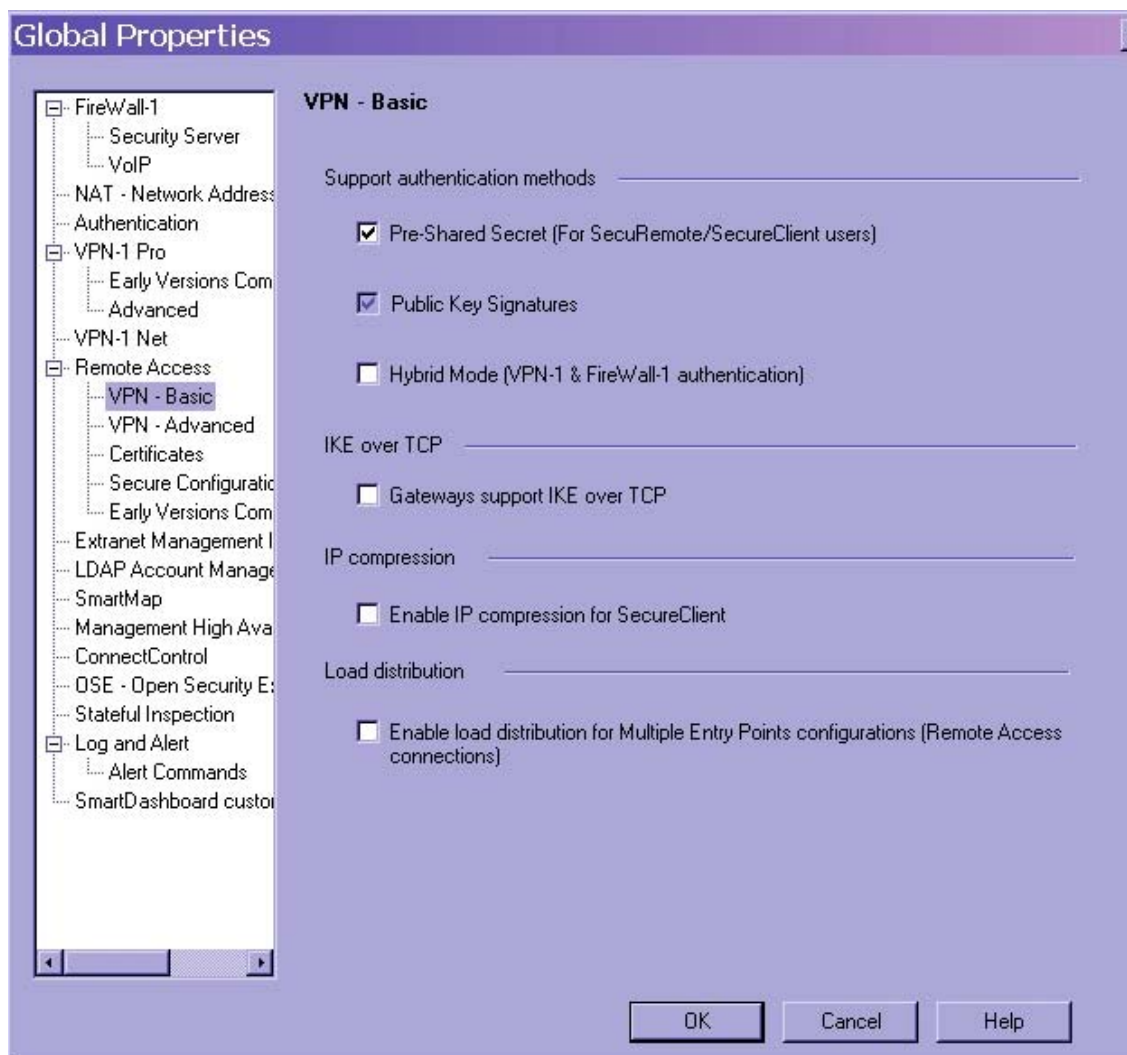 Global Properties
FireWall-1
Security Server
VoIP
NAT - Network Address
Authentication
VPN-1 Pro
Early Versions Com
Advanced
VPN-1 Net
Remote Access
VPN - Basic
VPN - Advanced
Certificates
Secure Configuratio
Early Versions Com
Extranet Management I
LDAP Account Manage
SmartMap
Management High Ava
ConnectControl
OSE - Open Security E
Stateful Inspection
Log and Alert
Alert Commands
SmartDashboard custo
VPN - Basic
Support authentication methods
Pre-Shared Secret (For SecuRemote/SecureClient users)
Public Key Signatures
Hybrid Mode (VPN-1 & FireWall-1 authentication)
IKE over TCP
Gateways support IKE over TCP
IP compression
Enable IP compression for SecureClient
Load distribution
Enable load distribution for Multiple Entry Points configurations (Remote Access
connections)
OK Cancel Help